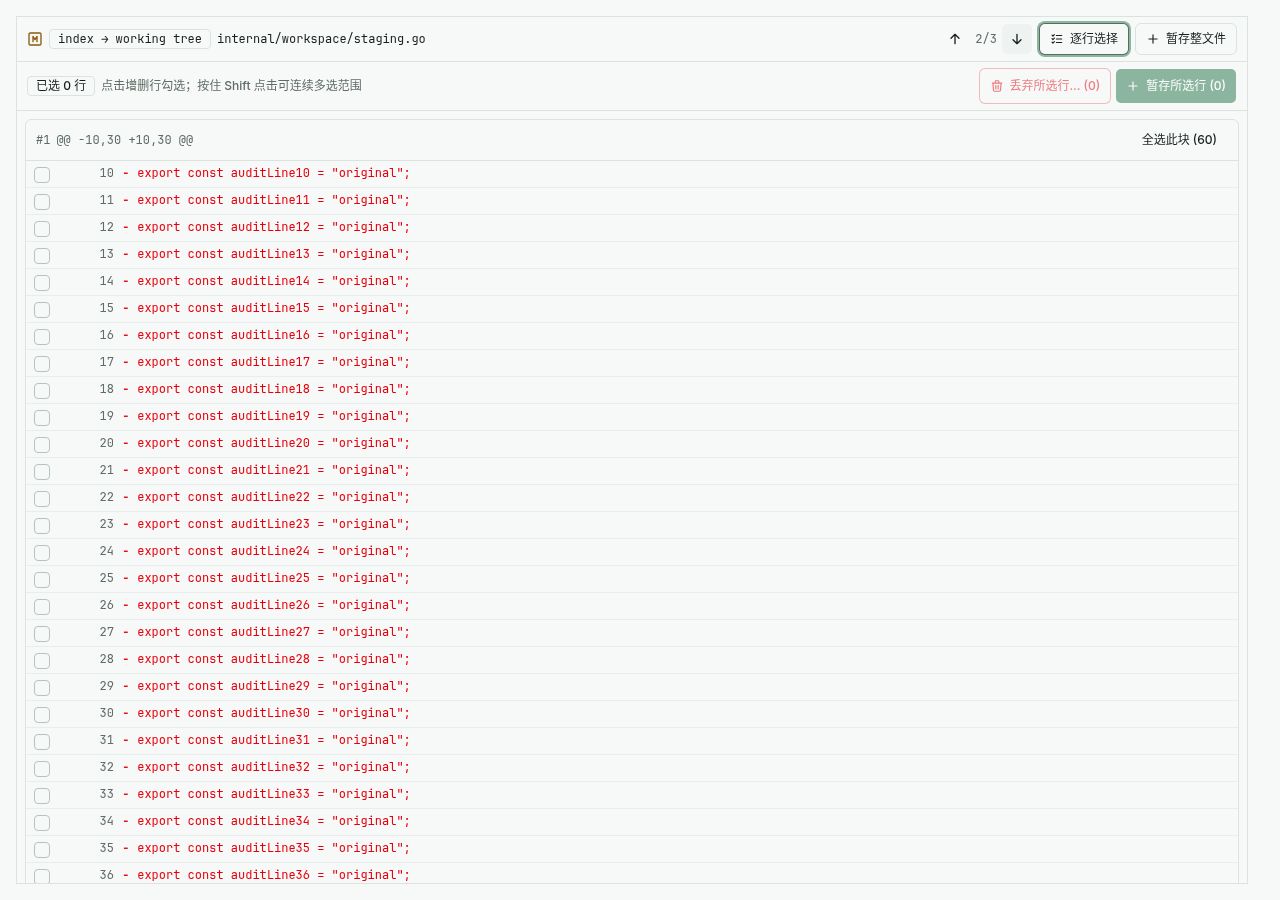 M index → working tree internal/workspace/staging.go 2/3 逐行选择 暂存整文件
已选 0 行 点击增删行勾选；按住 Shift 点击可连续多选范围 丢弃所选行... (0) 暂存所选行 (0)
#1 @@ -10,30 +10,30 @@ 全选此块 (60)
10 - export const auditLine10 = "original";
11 - export const auditLine11 = "original";
12 - export const auditLine12 = "original";
13 - export const auditLine13 = "original";
14 - export const auditLine14 = "original";
15 - export const auditLine15 = "original";
16 - export const auditLine16 = "original";
17 - export const auditLine17 = "original";
18 - export const auditLine18 = "original";
19 - export const auditLine19 = "original";
20 - export const auditLine20 = "original";
21 - export const auditLine21 = "original";
22 - export const auditLine22 = "original";
23 - export const auditLine23 = "original";
24 - export const auditLine24 = "original";
25 - export const auditLine25 = "original";
26 - export const auditLine26 = "original";
27 - export const auditLine27 = "original";
28 - export const auditLine28 = "original";
29 - export const auditLine29 = "original";
30 - export const auditLine30 = "original";
31 - export const auditLine31 = "original";
32 - export const auditLine32 = "original";
33 - export const auditLine33 = "original";
34 - export const auditLine34 = "original";
35 - export const auditLine35 = "original";
36 - export const auditLine36 = "original";